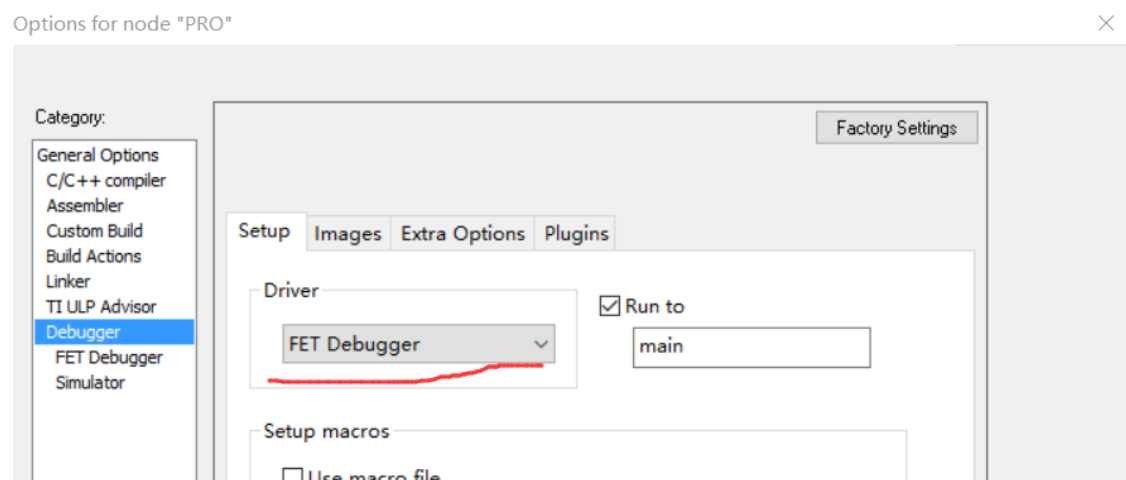 Options for node "PRO"
Category:
General Options
C/C++ compiler
Assembler
Custom Build
Build Actions
Linker
TI ULP Advisor
Debugger
FET Debugger
Simulator
Factory Settings
Setup Images Extra Options Plugins
Driver
FET Debugger
Run to
main
Setup macros
Use macro file